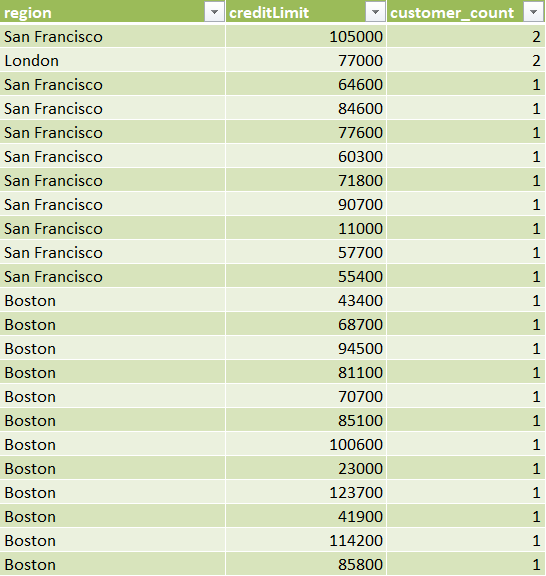 region creditLimit customer_count
San Francisco 105000 2
London 77000 2
San Francisco 64600 1
San Francisco 84600 1
San Francisco 77600 1
San Francisco 60300 1
San Francisco 71800 1
San Francisco 90700 1
San Francisco 11000 1
San Francisco 57700 1
San Francisco 55400 1
Boston 43400 1
Boston 68700 1
Boston 94500 1
Boston 81100 1
Boston 70700 1
Boston 85100 1
Boston 100600 1
Boston 23000 1
Boston 123700 1
Boston 41900 1
Boston 114200 1
Boston 85800 1